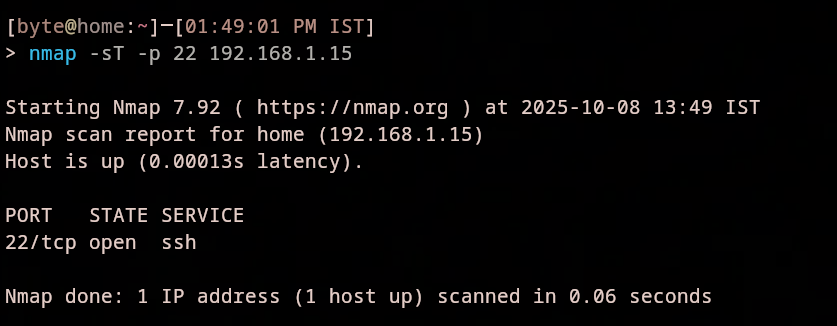 [byte@home:~]─[01:49:01 PM IST]
> nmap -sT -p 22 192.168.1.15
Starting Nmap 7.92 ( https://nmap.org ) at 2025-10-08 13:49 IST
Nmap scan report for home (192.168.1.15)
Host is up (0.00013s latency).
PORT   STATE SERVICE
22/tcp open  ssh
Nmap done: 1 IP address (1 host up) scanned in 0.06 seconds